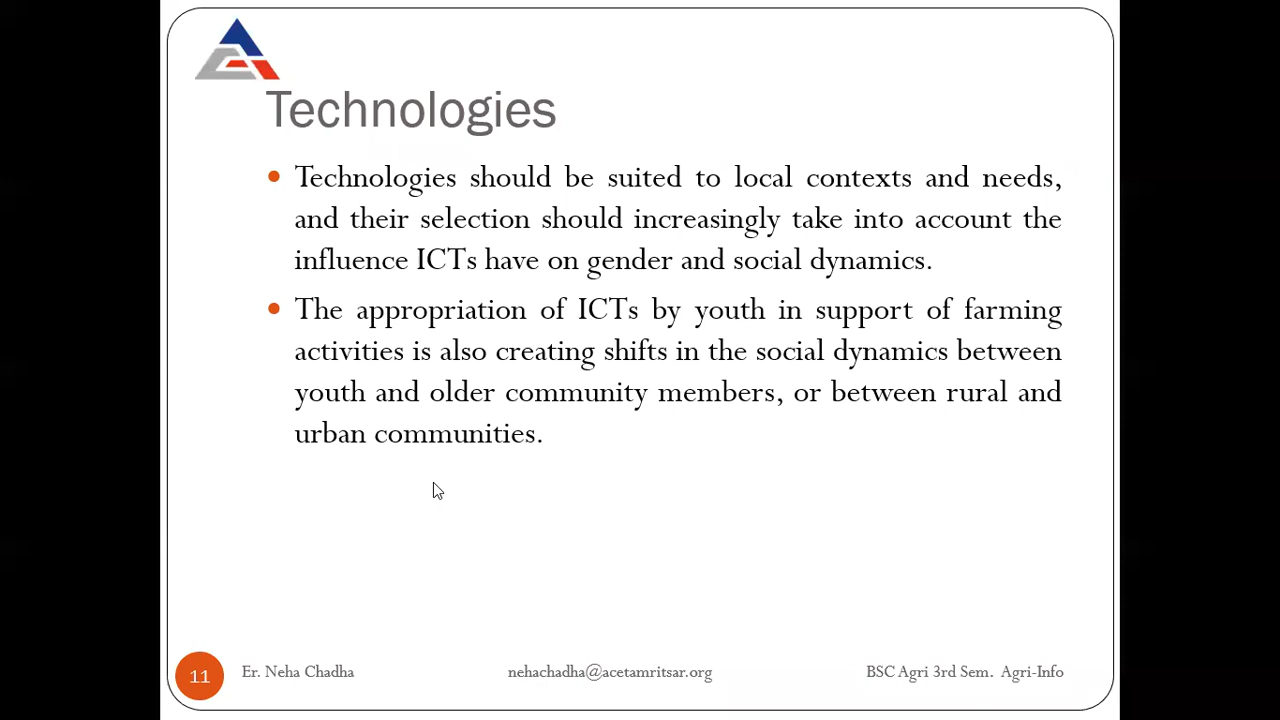 Technologies
Technologies should be suited to local contexts and needs,
and their selection should increasingly take into account the
influence ICTs have on gender and social dynamics.
The appropriation of ICTs by youth in support of farming
activities is also creating shifts in the social dynamics between
youth and older community members, or between rural and
urban communities.
11
Er. Neha Chadha
nehachadha@acetamritsar.org
BSC Agri 3rd Sem. Agri-Info